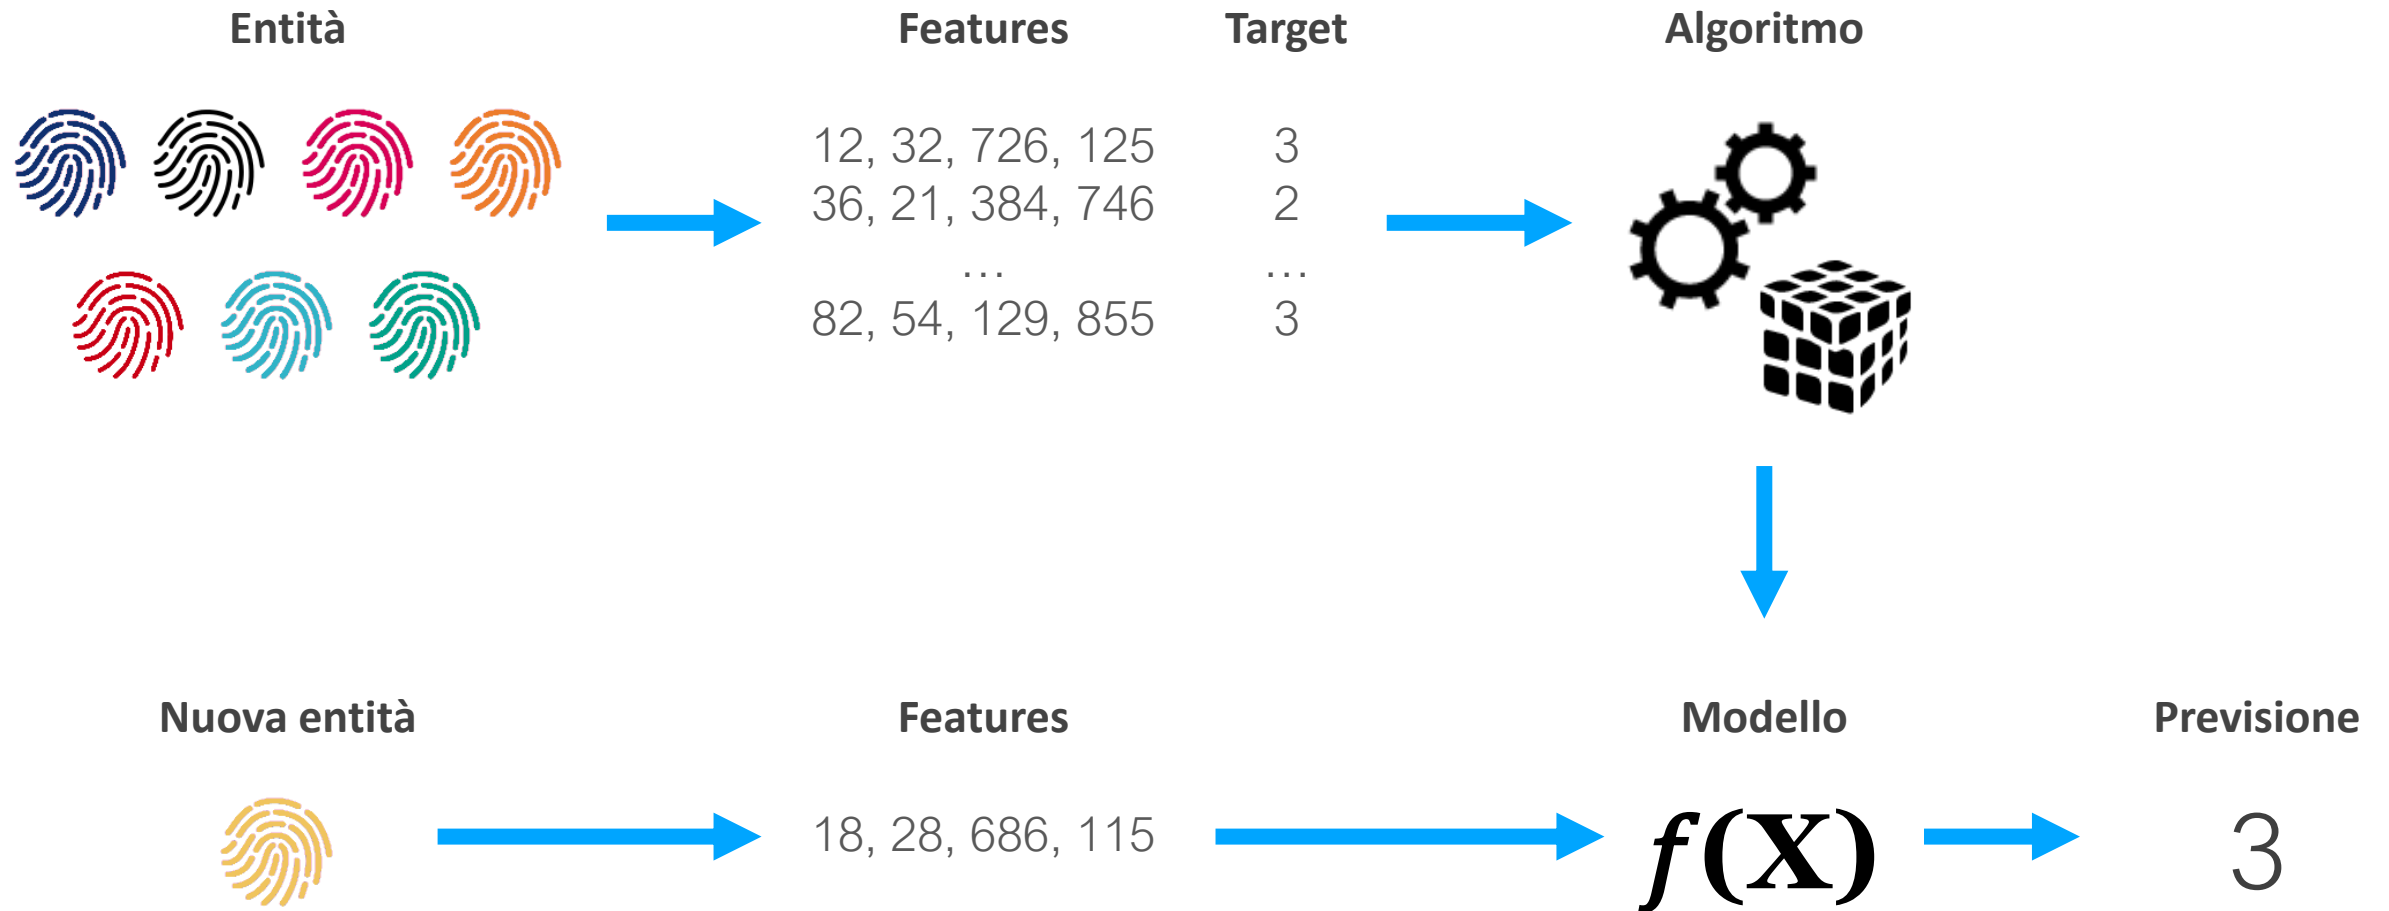 Entità Features Target Algoritmo
12, 32, 726, 125 3
36, 21, 384, 746 2
... ...
82, 54, 129, 855 3
Nuova entità Features Modello Previsione
18, 28, 686, 115 f(X) 3